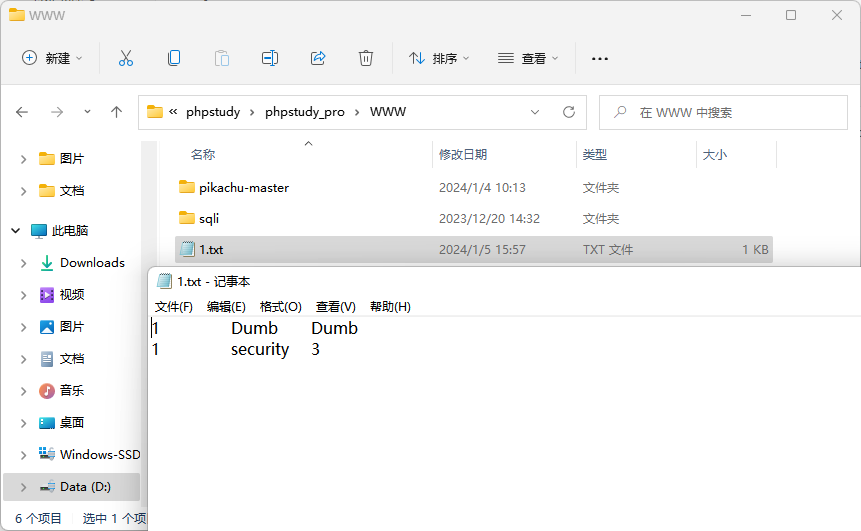 WWW
新建
排序
查看
•••
« phpstudy > phpstudy_pro > WWW
在 WWW 中搜索
名称 修改日期 类型 大小
图片
文档
此电脑
Downloads
视频
图片
文档
音乐
桌面
Windows-SSD
Data (D:)
pikachu-master 2024/1/4 10:13 文件夹
sqli 2023/12/20 14:32 文件夹
1.txt 2024/1/5 15:57 TXT 文件 1 KB
1.txt - 记事本
文件(F) 编辑(E) 格式(O) 查看(V) 帮助(H)
1 Dumb Dumb
1 security 3
6 个项目 选中 1 个项